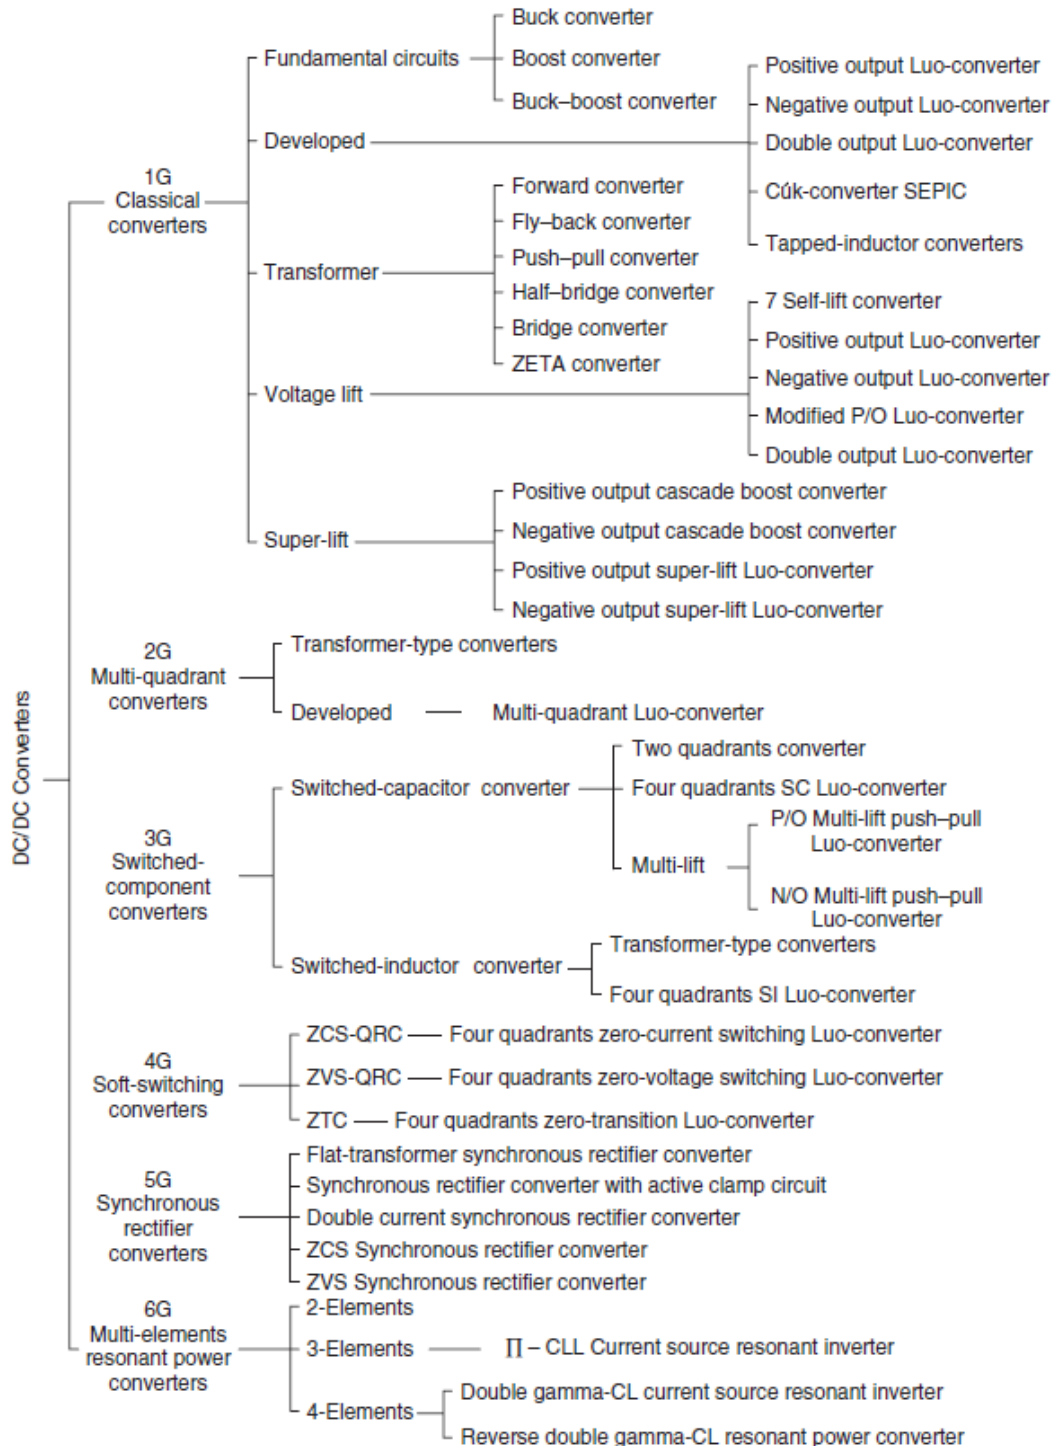 DC/DC Converters
1G
Classical
converters
Fundamental circuits
Buck converter
Boost converter
Buck–boost converter
Developed
Positive output Luo-converter
Negative output Luo-converter
Double output Luo-converter
Cúk-converter SEPIC
Tapped-inductor converters
Transformer
Forward converter
Fly–back converter
Push–pull converter
Half–bridge converter
Bridge converter
ZETA converter
Voltage lift
7 Self-lift converter
Positive output Luo-converter
Negative output Luo-converter
Modified P/O Luo-converter
Double output Luo-converter
Super-lift
Positive output cascade boost converter
Negative output cascade boost converter
Positive output super-lift Luo-converter
Negative output super-lift Luo-converter
2G
Multi-quadrant
converters
Transformer-type converters
Developed
Multi-quadrant Luo-converter
3G
Switched-
component
converters
Switched-capacitor converter
Two quadrants converter
Four quadrants SC Luo-converter
Multi-lift
P/O Multi-lift push–pull
Luo-converter
N/O Multi-lift push–pull
Luo-converter
Switched-inductor converter
Transformer-type converters
Four quadrants SI Luo-converter
4G
Soft-switching
converters
ZCS-QRC
Four quadrants zero-current switching Luo-converter
ZVS-QRC
Four quadrants zero-voltage switching Luo-converter
ZTC
Four quadrants zero-transition Luo-converter
5G
Synchronous
rectifier
converters
Flat-transformer synchronous rectifier converter
Synchronous rectifier converter with active clamp circuit
Double current synchronous rectifier converter
ZCS Synchronous rectifier converter
ZVS Synchronous rectifier converter
6G
Multi-elements
resonant power
converters
2-Elements
3-Elements
∏ – CLL Current source resonant inverter
4-Elements
Double gamma-CL current source resonant inverter
Reverse double gamma-CL resonant power converter